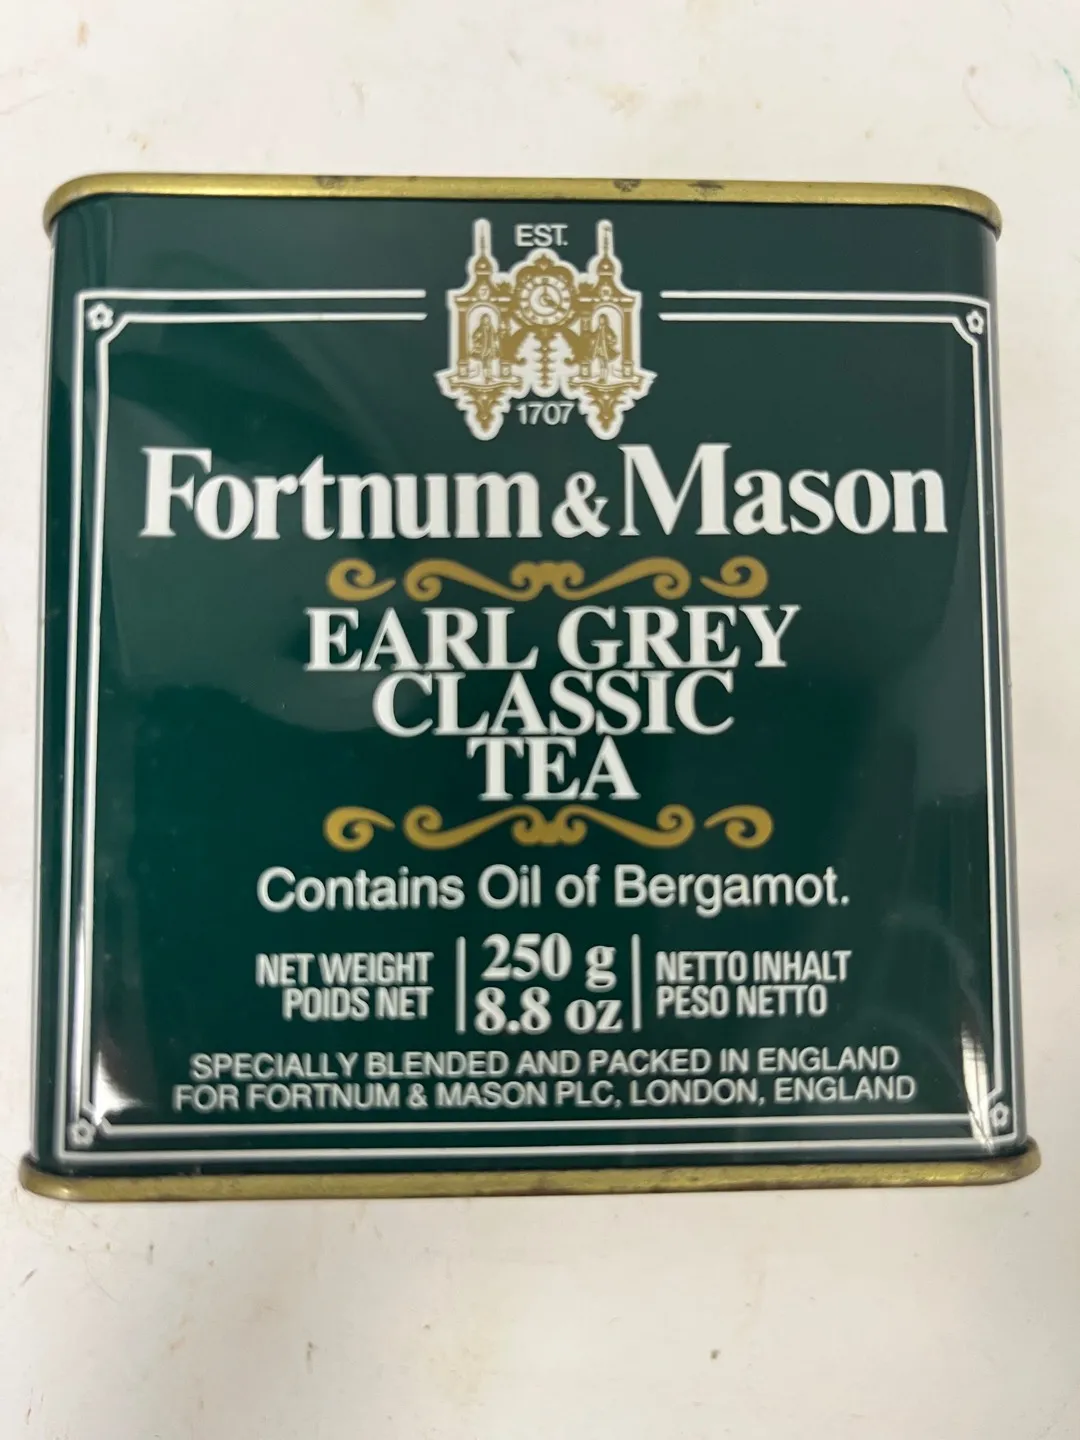 EST.
1707
Fortnum & Mason
EARL GREY
CLASSIC
TEA
Contains Oil of Bergamot.
NET WEIGHT
POIDS NET
250 g
8.8 oz
NETTO INHALT
PESO NETTO
SPECIALLY BLENDED AND PACKED IN ENGLAND
FOR FORTNUM & MASON PLC, LONDON, ENGLAND